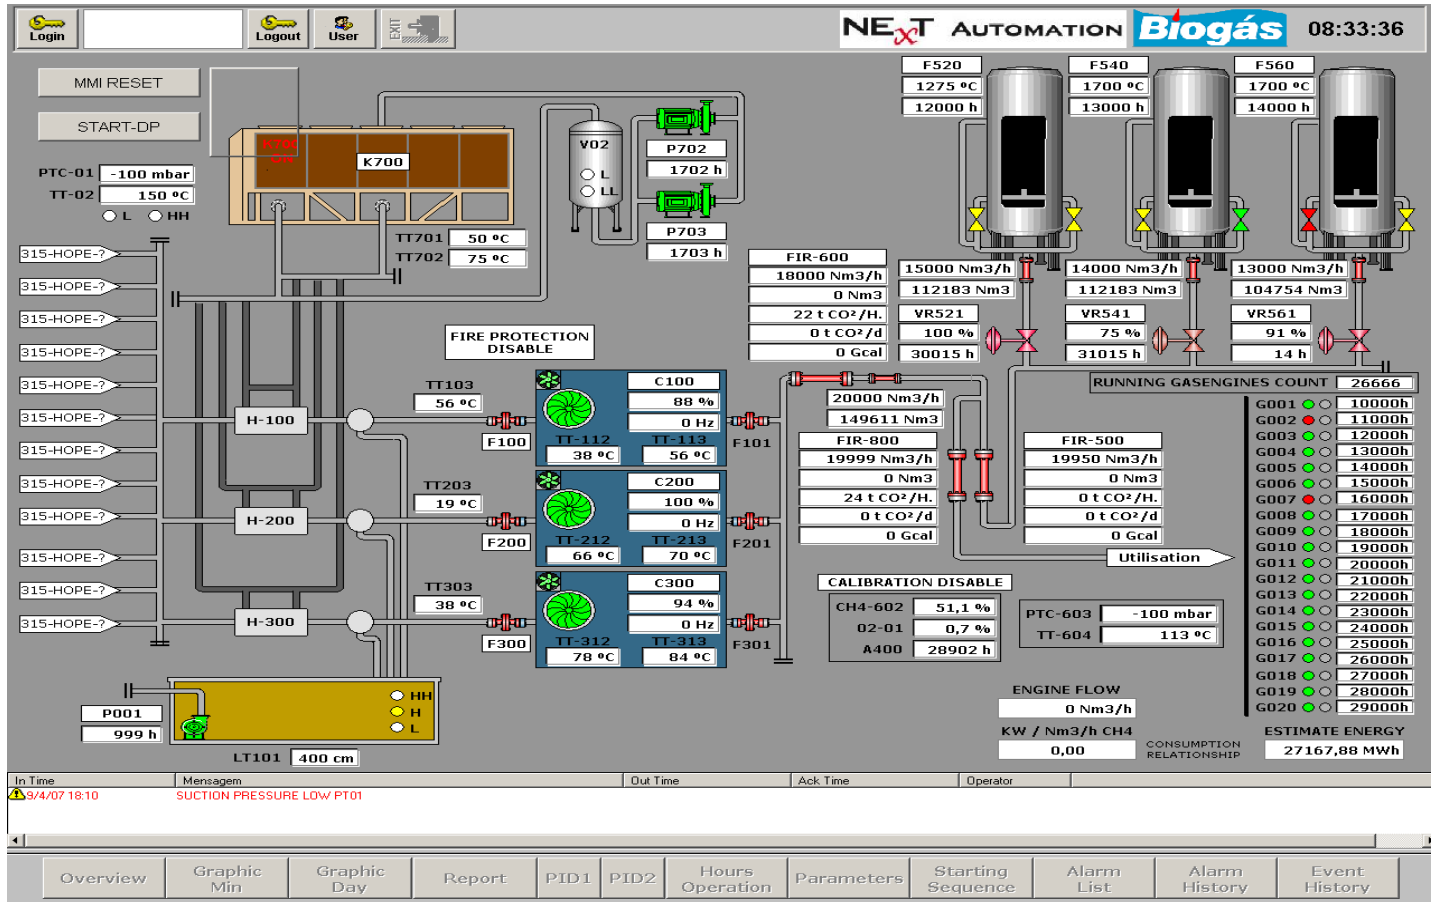 Login
Logout
User
EXIT
NExT AUTOMATION
Biogás
08:33:36
MMI RESET
START-DP
PTC-01 -100 mbar
TT-02 150 ºC
L HH
K700
K700
V02
L
LL
P702
1702 h
P703
1703 h
TT701 50 ºC
TT702 75 ºC
F520
1275 ºC
12000 h
F540
1700 ºC
13000 h
F560
1700 ºC
14000 h
315-HOPE-?
315-HOPE-?
315-HOPE-?
315-HOPE-?
315-HOPE-?
315-HOPE-?
315-HOPE-?
315-HOPE-?
315-HOPE-?
315-HOPE-?
315-HOPE-?
315-HOPE-?
FIR-600
18000 Nm3/h
0 Nm3
22 t CO²/H.
0 t CO²/d
0 Gcal
15000 Nm3/h
112183 Nm3
VR521
100 %
30015 h
14000 Nm3/h
112183 Nm3
VR541
75 %
31015 h
13000 Nm3/h
104754 Nm3
VR561
91 %
14 h
FIRE PROTECTION
DISABLE
RUNNING GASENGINES COUNT 26666
H-100
TT103
56 ºC
F100
C100
88 %
0 Hz
TT-112
38 ºC
TT-113
56 ºC
F101
H-200
TT203
19 ºC
F200
C200
100 %
0 Hz
TT-212
66 ºC
TT-213
70 ºC
F201
H-300
TT303
38 ºC
F300
C300
94 %
0 Hz
TT-312
78 ºC
TT-313
84 ºC
F301
20000 Nm3/h
149611 Nm3
FIR-800
19999 Nm3/h
0 Nm3
24 t CO²/H.
0 t CO²/d
0 Gcal
FIR-500
19950 Nm3/h
0 Nm3
0 t CO²/H.
0 t CO²/d
0 Gcal
Utilisation
G001 10000h
G002 11000h
G003 12000h
G004 13000h
G005 14000h
G006 15000h
G007 16000h
G008 17000h
G009 18000h
G010 19000h
G011 20000h
G012 21000h
G013 22000h
G014 23000h
G015 24000h
G016 25000h
G017 26000h
G018 27000h
G019 28000h
G020 29000h
CALIBRATION DISABLE
CH4-602 51,1 %
02-01 0,7 %
A400 28902 h
PTC-603 -100 mbar
TT-604 113 ºC
HH
H
L
P001
999 h
LT101 400 cm
ENGINE FLOW
0 Nm3/h
KW / Nm3/h CH4
0,00
CONSUMPTION
RELATIONSHIP
ESTIMATE ENERGY
27167,88 MWh
In Time Mensagem Out Time Ack Time Operator
9/4/07 18:10 SUCTION PRESSURE LOW PT01
Overview
Graphic
Min
Graphic
Day
Report
PID1
PID2
Hours
Operation
Parameters
Starting
Sequence
Alarm
List
Alarm
History
Event
History